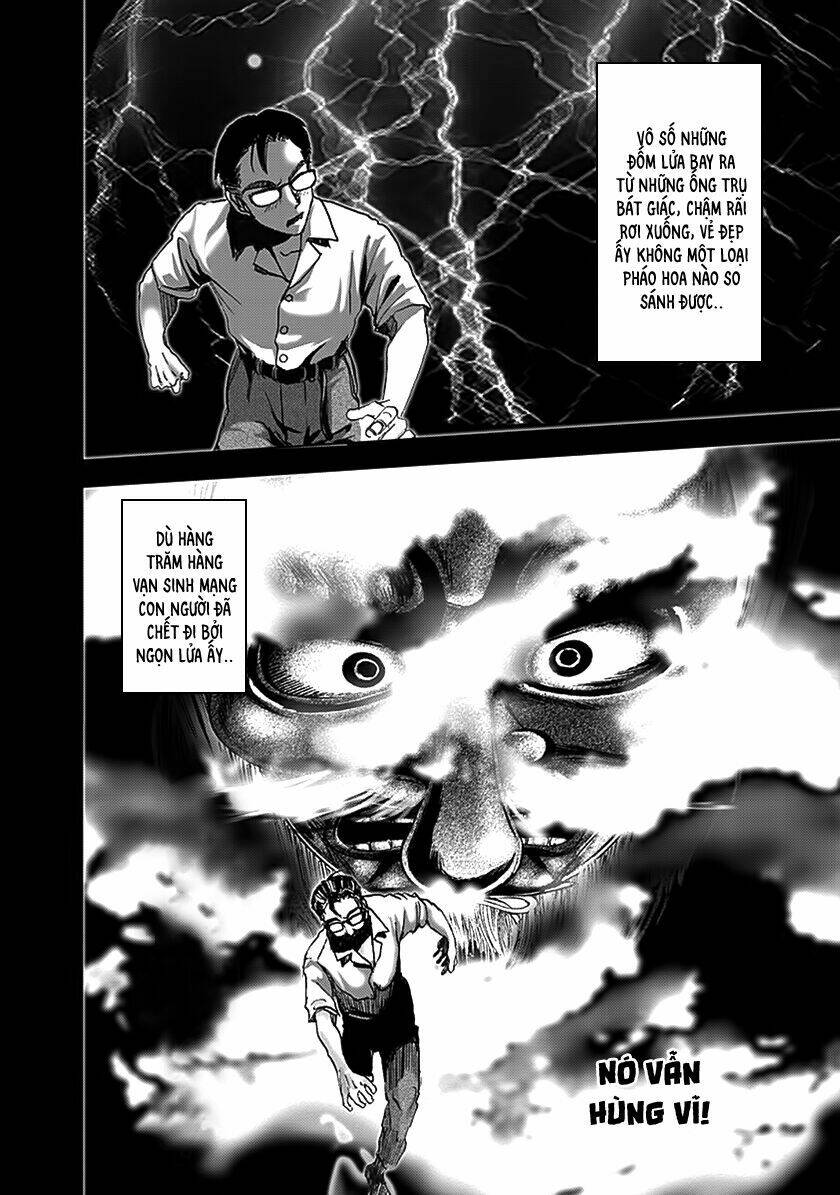 VÔ SỐ NHỮNG
ĐỐM LỬA BAY RA
TỪ NHỮNG ỐNG TRỤ
BÁT GIÁC, CHẬM RÃI
RƠI XUỐNG, VẺ ĐẸP
ẤY KHÔNG MỘT LOẠI
PHÁO HOA NÀO SO
SÁNH ĐƯỢC..
DÙ HÀNG
TRĂM HÀNG
VẠN SINH MẠNG
CON NGƯỜI ĐÃ
CHẾT ĐI BỞI
NGỌN LỬA ẤY..
NÓ VẪN
HÙNG VĨ!